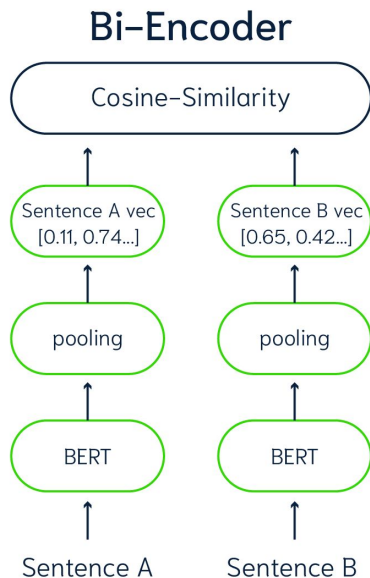 Bi-Encoder
Cosine-Similarity
Sentence A vec
[0.11, 0.74...]
Sentence B vec
[0.65, 0.42...]
pooling
pooling
BERT
BERT
Sentence A
Sentence B